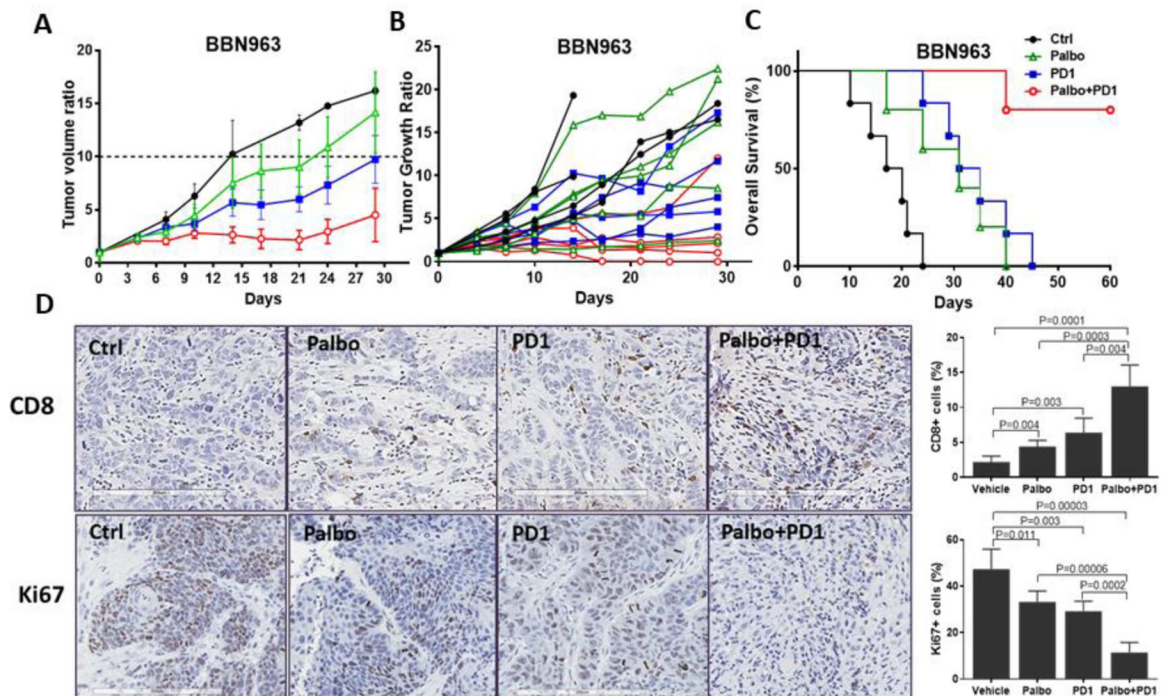 A
BBN963
Tumor volume ratio
20
15
10
5
0
0 3 6 9 12 15 18 21 24 27 30
Days
B
BBN963
Tumor Growth Ratio
25
20
15
10
5
0
0 10 20 30
Days
C
BBN963
Overall Survival (%)
100
50
0
0 10 20 30 40 50 60
Days
Ctrl
Palbo
PD1
Palbo+PD1
D
CD8
Ctrl
Palbo
PD1
Palbo+PD1
CD8+ cells (%)
20
15
10
5
0
P=0.0001
P=0.0003
P=0.004
P=0.003
P=0.004
Vehicle Palbo PD1 Palbo+PD1
Ki67
Ctrl
Palbo
PD1
Palbo+PD1
Ki67+ cells (%)
60
40
20
0
P=0.00003
P=0.003
P=0.011
P=0.00006
P=0.0002
Vehicle Palbo PD1 Palbo+PD1